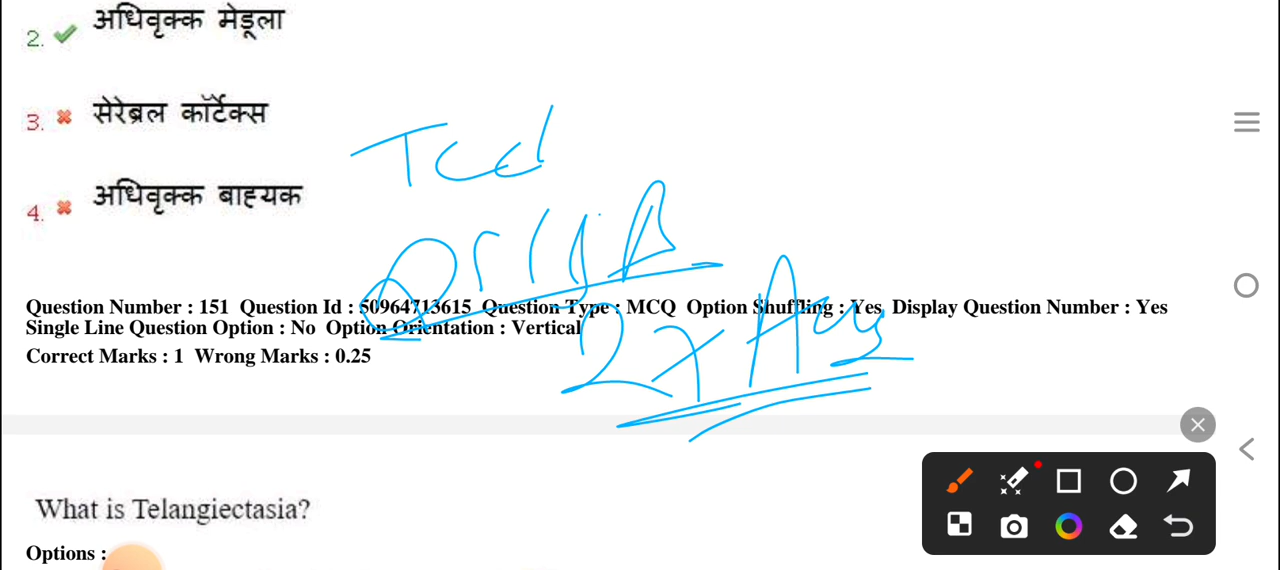 2. अधिवृक्क मेडूला
3. सेरेब्रल कॉर्टेक्स
4. अधिवृक्क बाह्यक
Question Number : 151 Question Id : 50964713615 Question Type : MCQ Option Shuffling : Yes Display Question Number : Yes
Single Line Question Option : No Option Orientation : Vertical
Correct Marks : 1 Wrong Marks : 0.25
What is Telangiectasia?
Options :